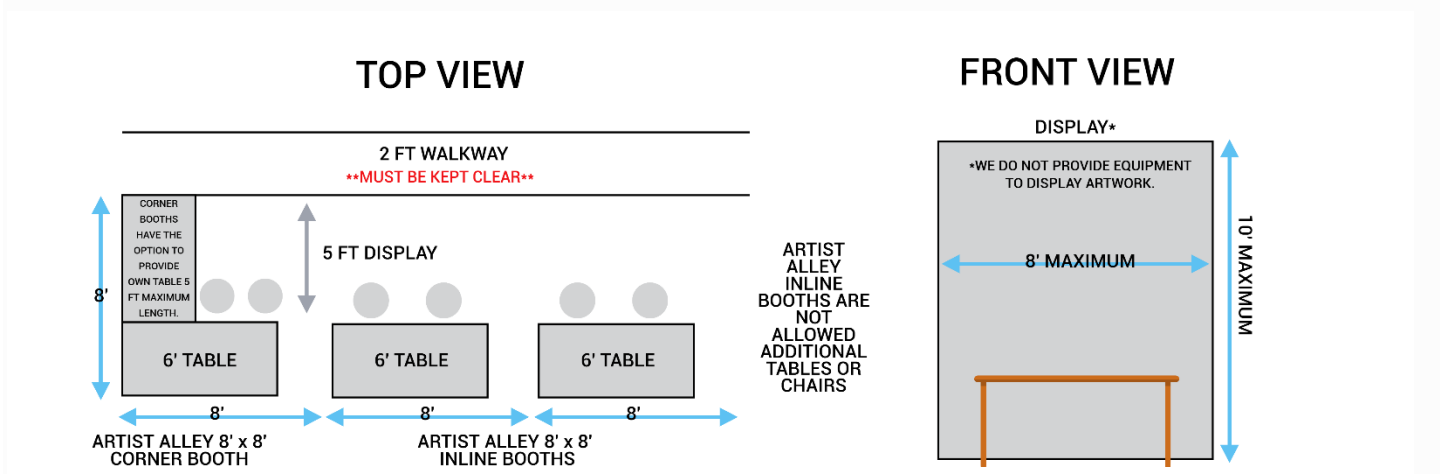 TOP VIEW
2 FT WALKWAY
**MUST BE KEPT CLEAR**
CORNER
BOOTHS
HAVE THE
OPTION TO
PROVIDE
OWN TABLE 5
FT MAXIMUM
LENGTH.
5 FT DISPLAY
8'
6' TABLE
6' TABLE
6' TABLE
8'
8'
8'
ARTIST ALLEY 8' x 8'
CORNER BOOTH
ARTIST ALLEY 8' x 8'
INLINE BOOTHS
ARTIST
ALLEY
INLINE
BOOTHS ARE
NOT
ALLOWED
ADDITIONAL
TABLES OR
CHAIRS
FRONT VIEW
DISPLAY*
*WE DO NOT PROVIDE EQUIPMENT
TO DISPLAY ARTWORK.
8' MAXIMUM
10' MAXIMUM